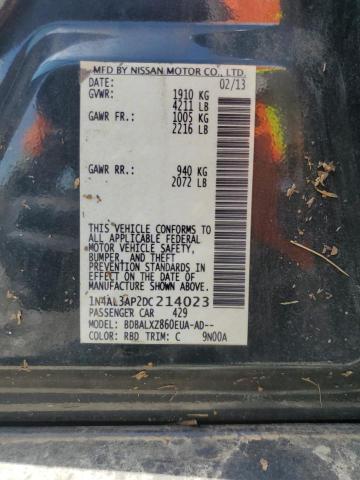 MFD BY NISSAN MOTOR CO., LTD.
DATE: 02/13
GVWR: 1910 KG
4211 LB
GAWR FR: 1005 KG
2216 LB
GAWR RR: 940 KG
2072 LB
THIS VEHICLE CONFORMS TO
ALL APPLICABLE FEDERAL
MOTOR VEHICLE SAFETY,
BUMPER, AND THEFT
PREVENTION STANDARDS IN
EFFECT ON THE DATE OF
MANUFACTURE SHOWN ABOVE.
1N4AL3AP2DC214023
PASSENGER CAR 429
MODEL: BDBALXZ860EUA-AD--
COLOR: RBD TRIM: C 9N00A